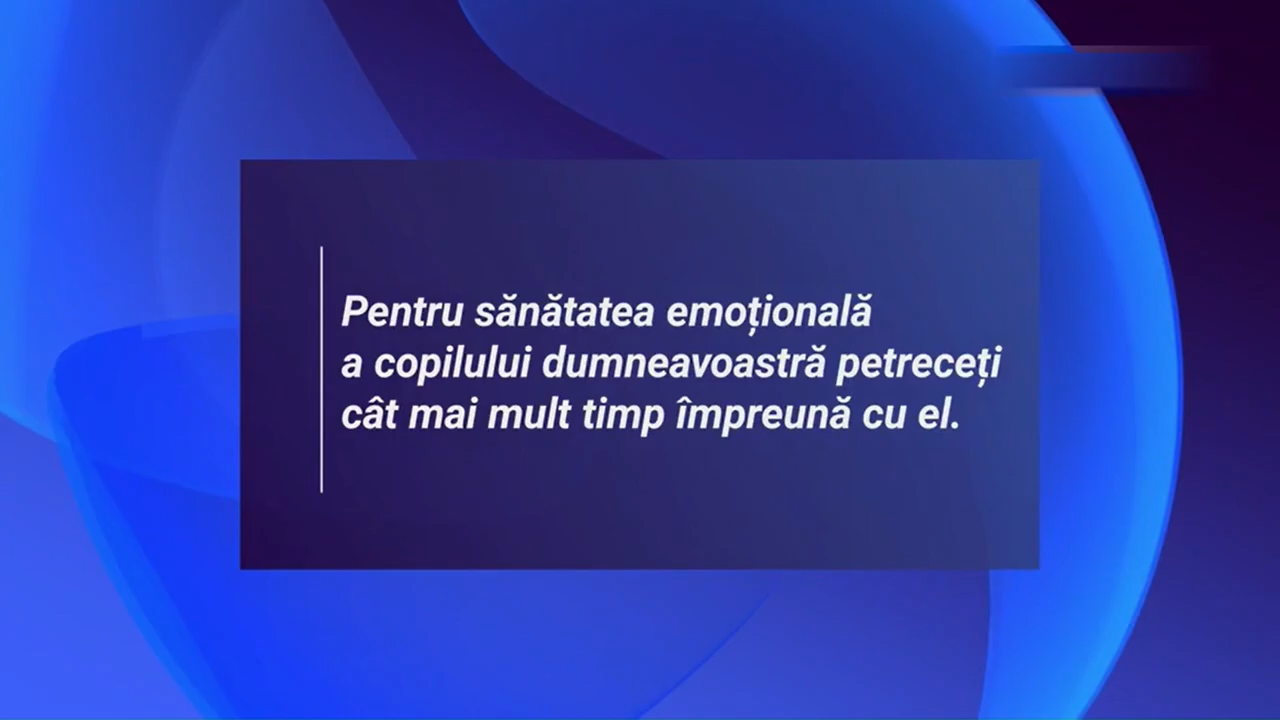 Pentru sănătatea emoțională
a copilului dumneavoastră petreceți
cât mai mult timp împreună cu el.